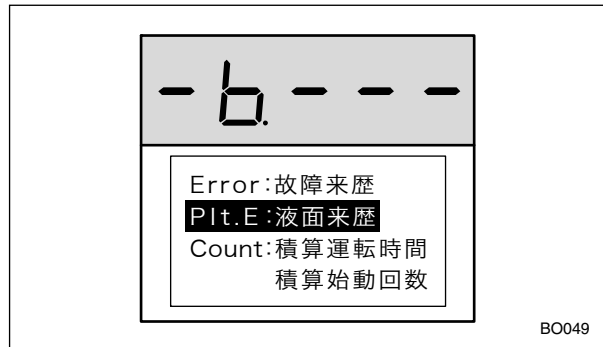 - b. - - -
Error:故障来歴
Plt.E:液面来歴
Count:積算運転時間
積算始動回数
BO049